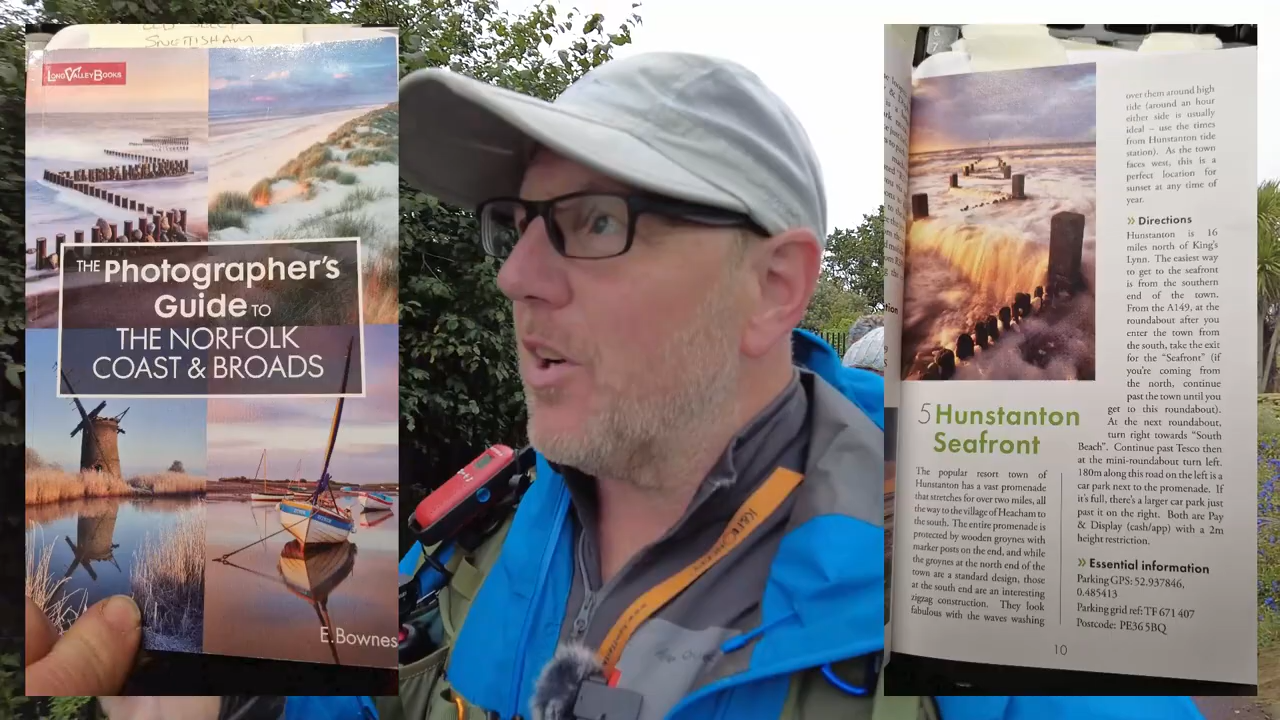 SNETTISHAM
LONG VALLEY BOOKS
THE Photographer's
Guide TO
THE NORFOLK
COAST & BROADS
E.Bownes
5 Hunstanton
Seafront
The popular resort town of
Hunstanton has a vast promenade
that stretches for over two miles, all
the way to the village of Heacham to
the south. The entire promenade is
protected by wooden groynes with
marker posts on the end, and while
the groynes at the north end of the
town are a standard design, those
at the south end are an interesting
zigzag construction. They look
fabulous with the waves washing
over them around high
tide (around an hour
either side is usually
ideal – use the times
from Hunstanton tide
station). As the town
faces west, this is a
perfect location for
sunset at any time of
year.
» Directions
Hunstanton is 16
miles north of King's
Lynn. The easiest way
to get to the seafront
is from the southern
end of the town.
From the A149, at the
roundabout after you
enter the town from
the south, take the exit
for the "Seafront" (if
you're coming from
the north, continue
past the town until you
get to this roundabout).
At the next roundabout,
turn right towards "South
Beach". Continue past Tesco then
at the mini-roundabout turn left.
180m along this road on the left is a
car park next to the promenade. If
it's full, there's a larger car park just
past it on the right. Both are Pay
& Display (cash/app) with a 2m
height restriction.
» Essential information
Parking GPS: 52.937846,
0.485413
Parking grid ref: TF 671 407
Postcode: PE36 5BQ
10